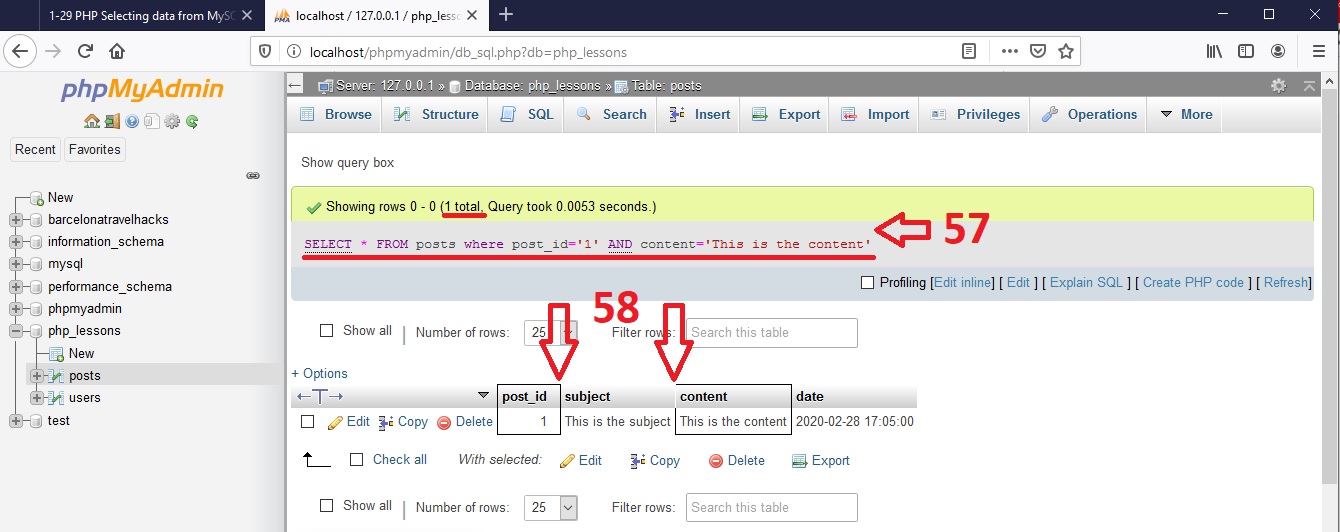 1-29 PHP Selecting data from MySQ
localhost / 127.0.0.1 / php_less
localhost/phpmyadmin/db_sql.php?db=php_lessons
phpMyAdmin
Recent Favorites
New
barcelonatravelhacks
information_schema
mysql
performance_schema
phpmyadmin
php_lessons
New
posts
users
test
Server: 127.0.0.1 » Database: php_lessons » Table: posts
Browse Structure SQL Search Insert Export Import Privileges Operations More
Show query box
Showing rows 0 - 0 (1 total, Query took 0.0053 seconds.)
SELECT * FROM posts where post_id='1' AND content='This is the content'
57
Profiling [Edit inline] [ Edit ] [ Explain SQL ] [ Create PHP code ] [ Refresh]
58
Show all | Number of rows: 25 Filter rows: Search this table
+ Options
post_id subject content date
Edit Copy Delete 1 This is the subject This is the content 2020-02-28 17:05:00
Check all With selected: Edit Copy Delete Export
Show all | Number of rows: 25 Filter rows: Search this table